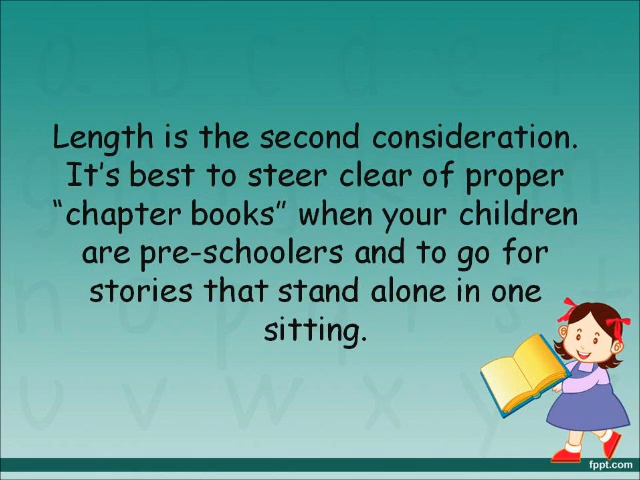 Length is the second consideration.
It's best to steer clear of proper
“chapter books” when your children
are pre-schoolers and to go for
stories that stand alone in one
sitting.
a b c d e f
g
n
n o p r s t
u v w x y
fppt.com